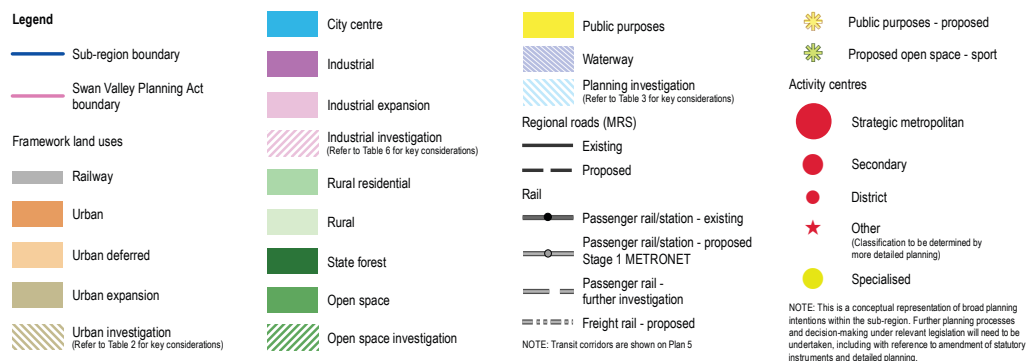 Legend
Sub-region boundary
Swan Valley Planning Act
boundary
Framework land uses
Railway
Urban
Urban deferred
Urban expansion
Urban investigation
(Refer to Table 2 for key considerations)
City centre
Industrial
Industrial expansion
Industrial investigation
(Refer to Table 6 for key considerations)
Rural residential
Rural
State forest
Open space
Open space investigation
Public purposes
Waterway
Planning investigation
(Refer to Table 3 for key considerations)
Regional roads (MRS)
Existing
Proposed
Rail
Passenger rail/station - existing
Passenger rail/station - proposed
Stage 1 METRONET
Passenger rail -
further investigation
Freight rail - proposed
NOTE: Transit corridors are shown on Plan 5
Public purposes - proposed
Proposed open space - sport
Activity centres
Strategic metropolitan
Secondary
District
Other
(Classification to be determined by
more detailed planning)
Specialised
NOTE: This is a conceptual representation of broad planning
intentions within the sub-region. Further planning processes
and decision-making under relevant legislation will need to be
undertaken, including with reference to amendment of statutory
instruments and detailed planning.